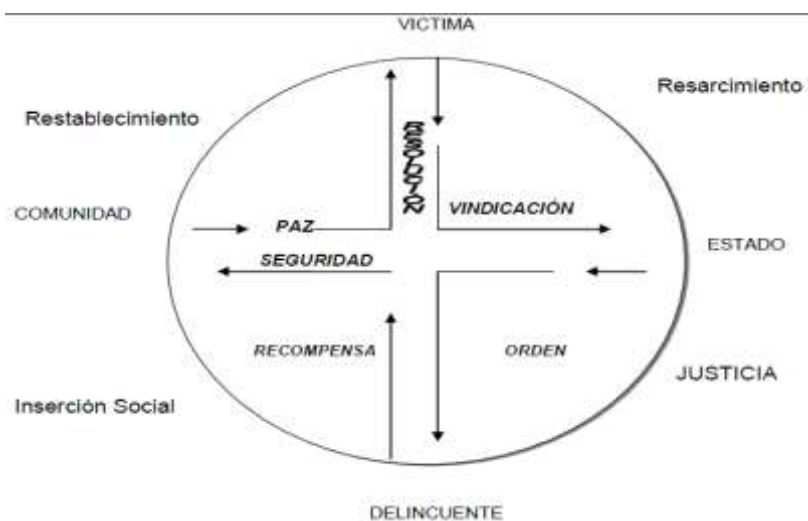 VICTIMA
Resarcimiento
Restablecimiento
COMUNIDAD
VINDICACIÓN
PAZ
ESTADO
SEGURIDAD
RECOMPENSA
ORDEN
JUSTICIA
Inserción Social
DELINCUENTE